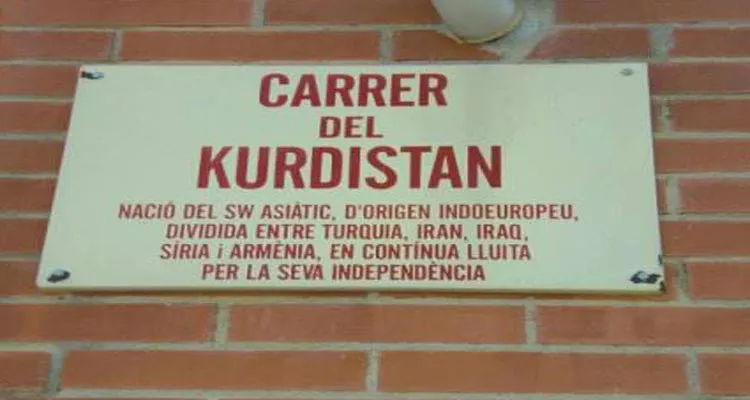 CARRER
DEL
KURDISTAN
NACIÓ DEL SW ASIÀTIC, D'ORIGEN INDOEUROPEU,
DIVIDIDA ENTRE TURQUIA, IRAN, IRAQ,
SÍRIA i ARMÈNIA, EN CONTÍNUA LLUITA
PER LA SEVA INDEPENDÈNCIA